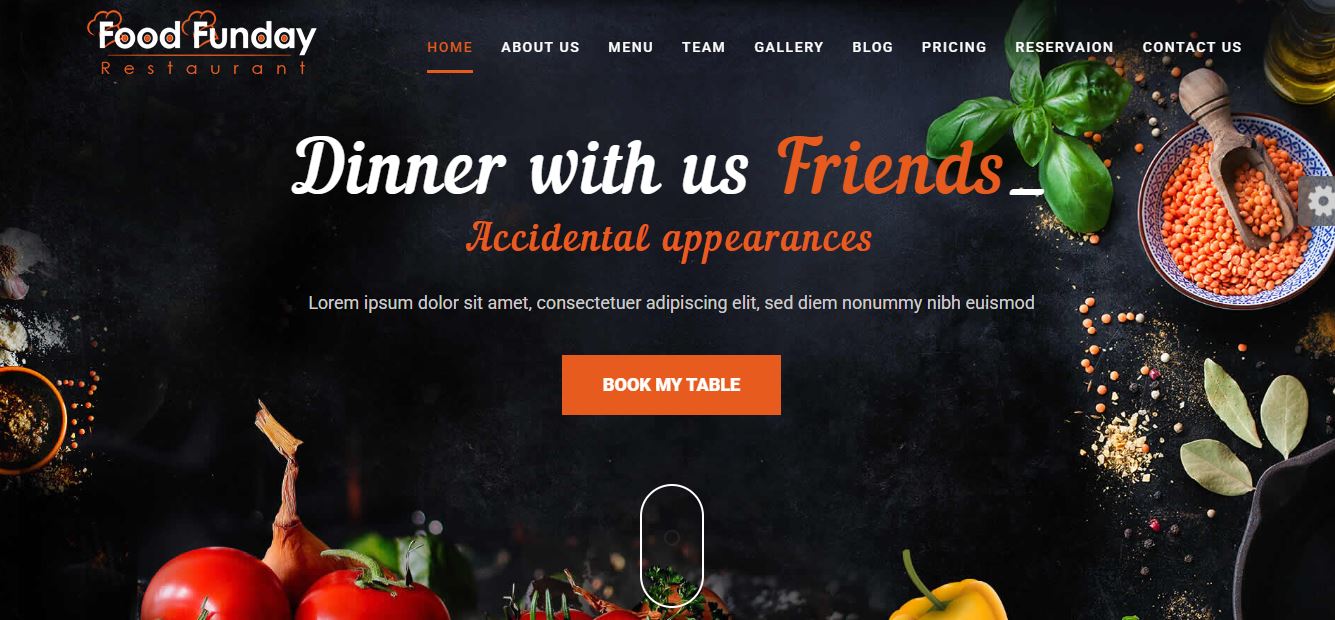 Food Funday
Restaurant
HOME ABOUT US MENU TEAM GALLERY BLOG PRICING RESERVAION CONTACT US
Dinner with us Friends_
Accidental appearances
Lorem ipsum dolor sit amet, consectetuer adipiscing elit, sed diem nonummy nibh euismod
BOOK MY TABLE